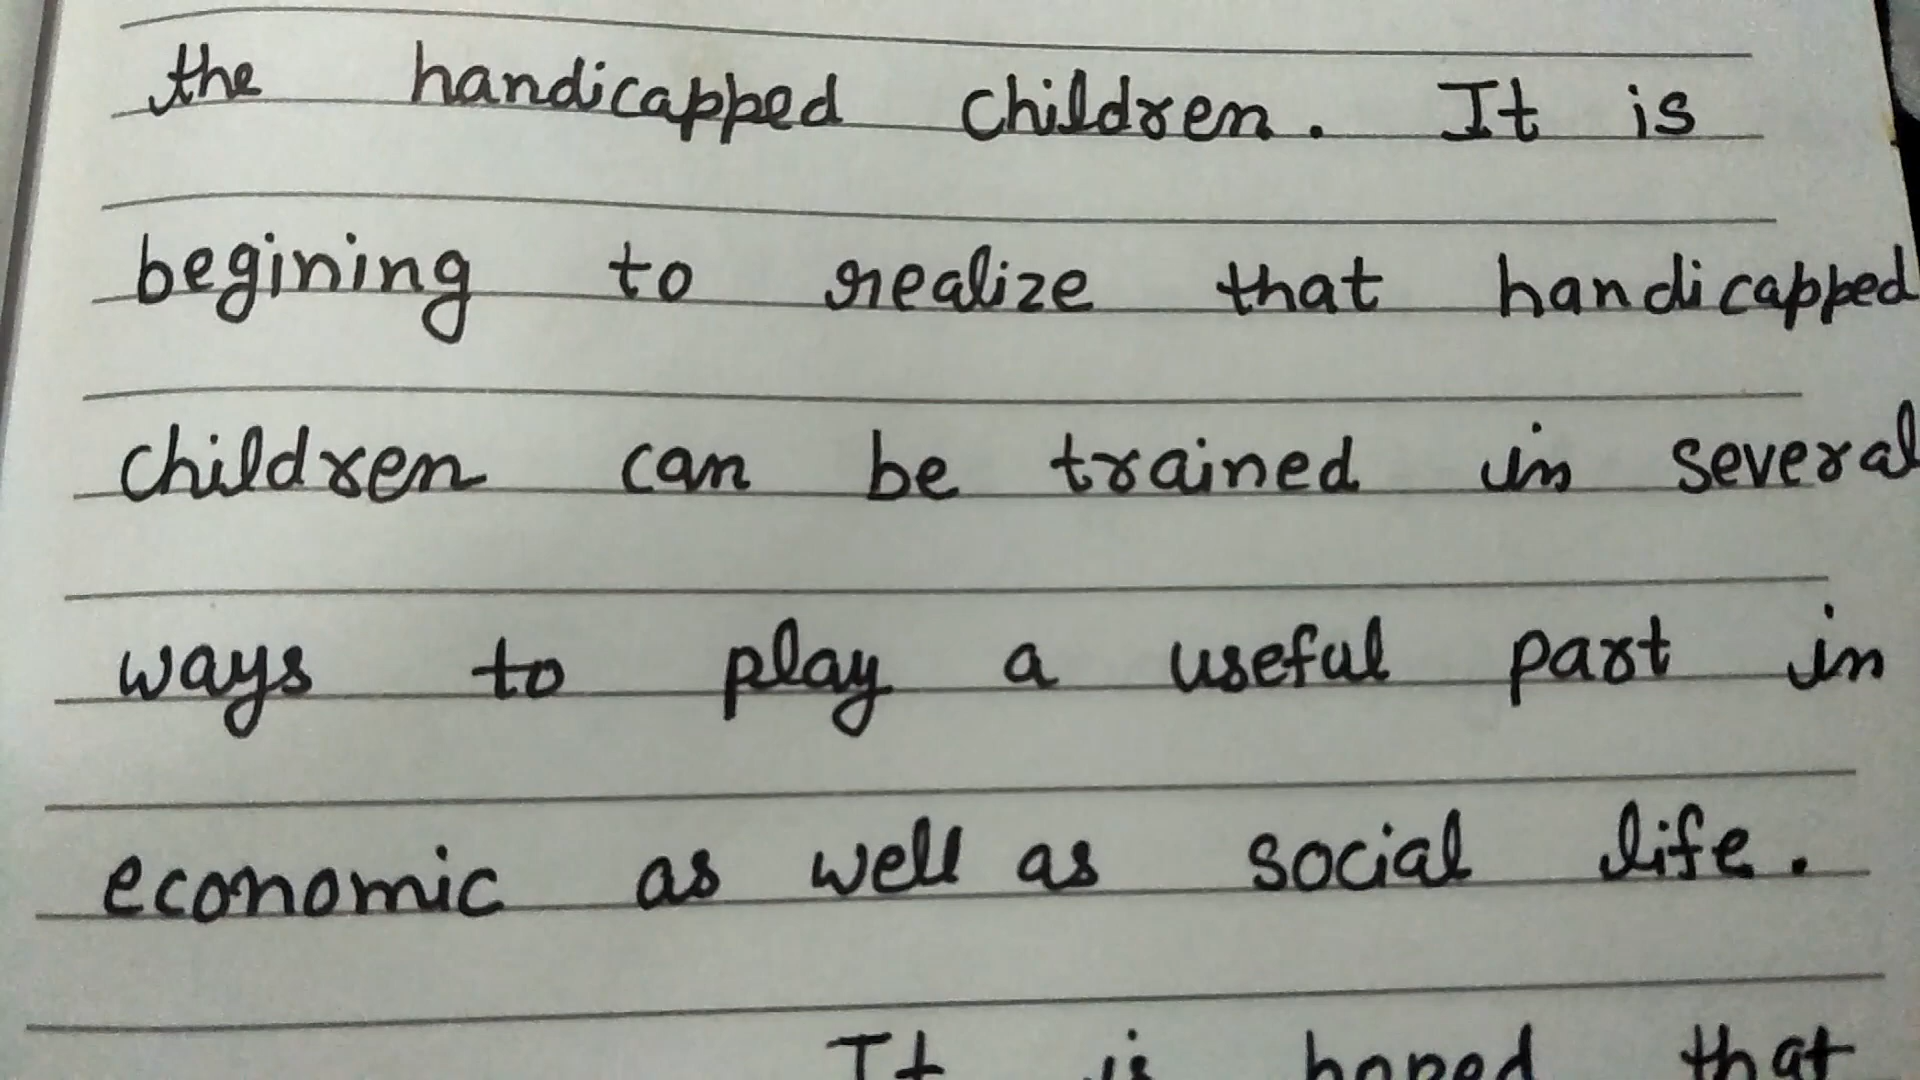 the handicapped children. It is
begining to realize that handicapped
children can be trained in several
ways to play a useful part in
economic as well as social life.
It is hoped that